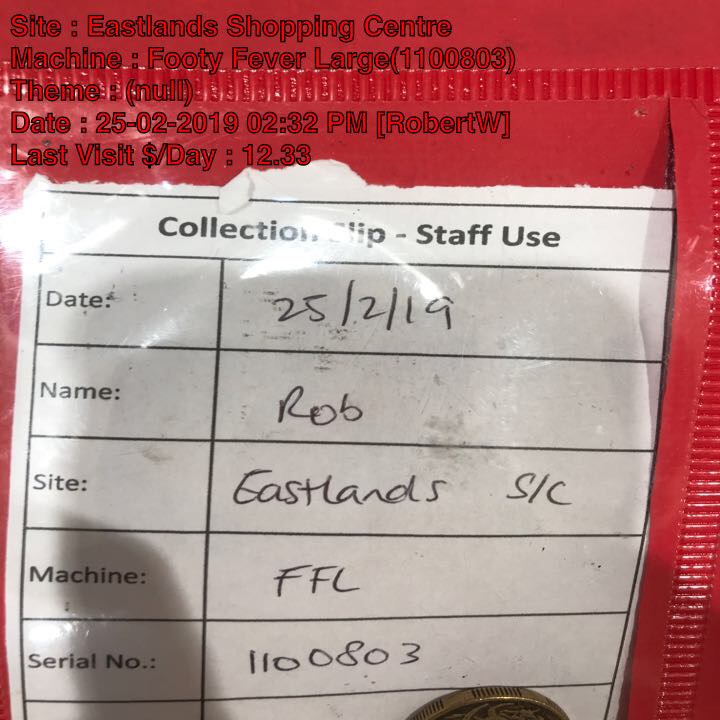 Site : Eastlands Shopping Centre
Machine : Footy Fever Large(1100803)
Theme : (null)
Date : 25-02-2019 02:32 PM [RobertW]
Last Visit $/Day : 12.33
Collection Slip - Staff Use
Date: 25/2/19
Name: Rob
Site: Eastlands S/C
Machine: FFL
Serial No.: 1100803